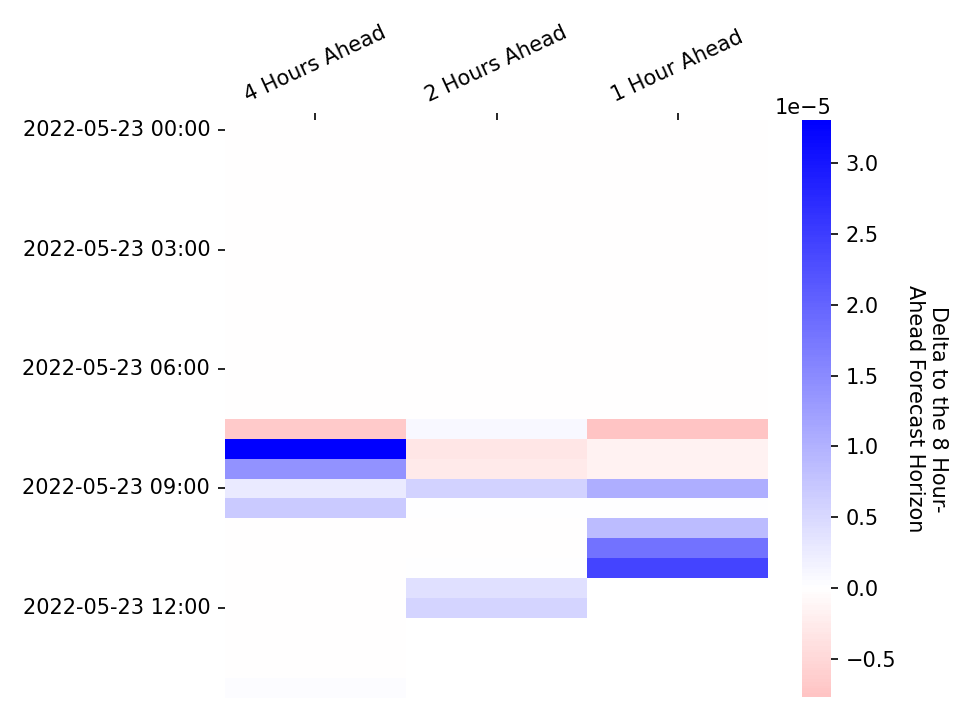 4 Hours Ahead
2 Hours Ahead
1 Hour Ahead
1e−5
2022-05-23 00:00
2022-05-23 03:00
2022-05-23 06:00
2022-05-23 09:00
2022-05-23 12:00
3.0
2.5
2.0
1.5
1.0
0.5
0.0
−0.5
Delta to the 8 Hour-
Ahead Forecast Horizon